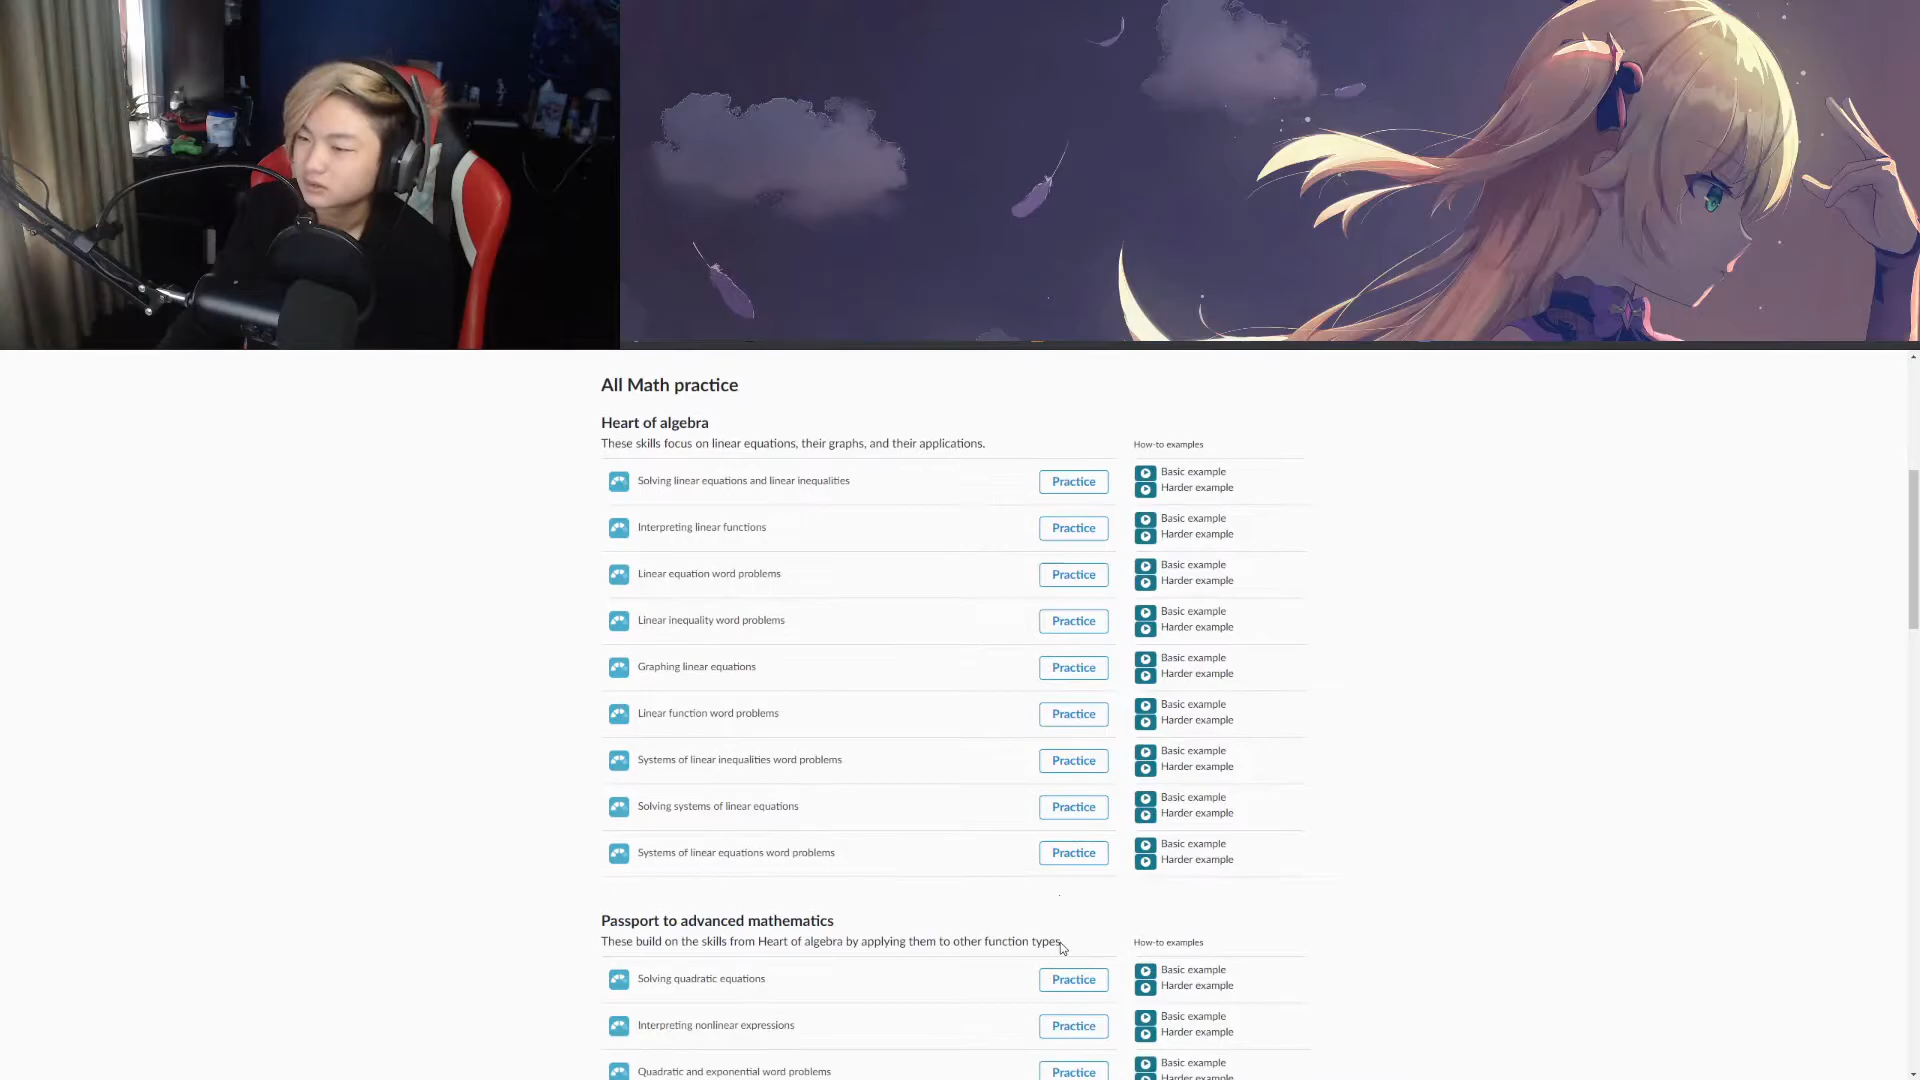 All Math practice
Heart of algebra
These skills focus on linear equations, their graphs, and their applications.
How-to examples
Solving linear equations and linear inequalities
Practice
Basic example
Harder example
Interpreting linear functions
Practice
Basic example
Harder example
Linear equation word problems
Practice
Basic example
Harder example
Linear inequality word problems
Practice
Basic example
Harder example
Graphing linear equations
Practice
Basic example
Harder example
Linear function word problems
Practice
Basic example
Harder example
Systems of linear inequalities word problems
Practice
Basic example
Harder example
Solving systems of linear equations
Practice
Basic example
Harder example
Systems of linear equations word problems
Practice
Basic example
Harder example
Passport to advanced mathematics
These build on the skills from Heart of algebra by applying them to other function types.
How-to examples
Solving quadratic equations
Practice
Basic example
Harder example
Interpreting nonlinear expressions
Practice
Basic example
Harder example
Quadratic and exponential word problems
Practice
Basic example
Harder example